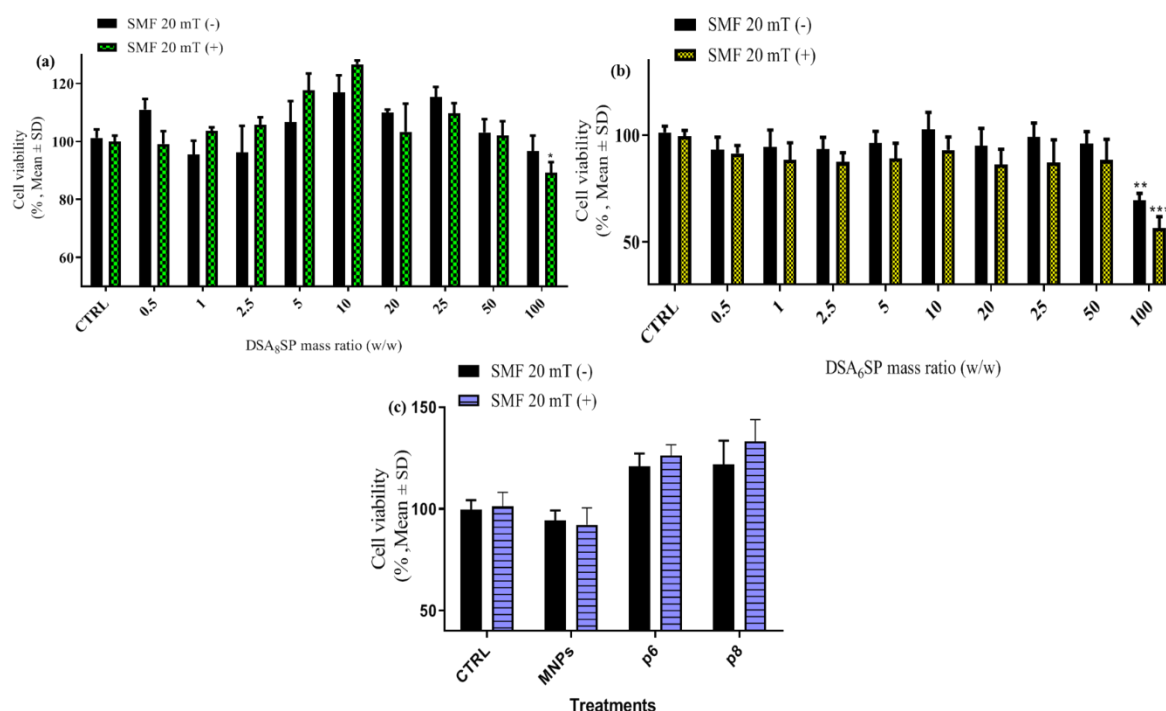 SMF 20 mT (-)
SMF 20 mT (+)
(a)
Cell viability
(% , Mean ± SD)
120
100
80
60
CTRL
0.5
1
2.5
5
10
20
25
50
100
*
DSA₈SP mass ratio (w/w)
SMF 20 mT (-)
SMF 20 mT (+)
(b)
Cell viability
(% , Mean ± SD)
100
50
CTRL
0.5
1
2.5
5
10
20
25
50
100
**
***
DSA₆SP mass ratio (w/w)
SMF 20 mT (-)
SMF 20 mT (+)
(c)
Cell viability
(% ,Mean ± SD)
150
100
50
CTRL
MNPs
p6
p8
Treatments